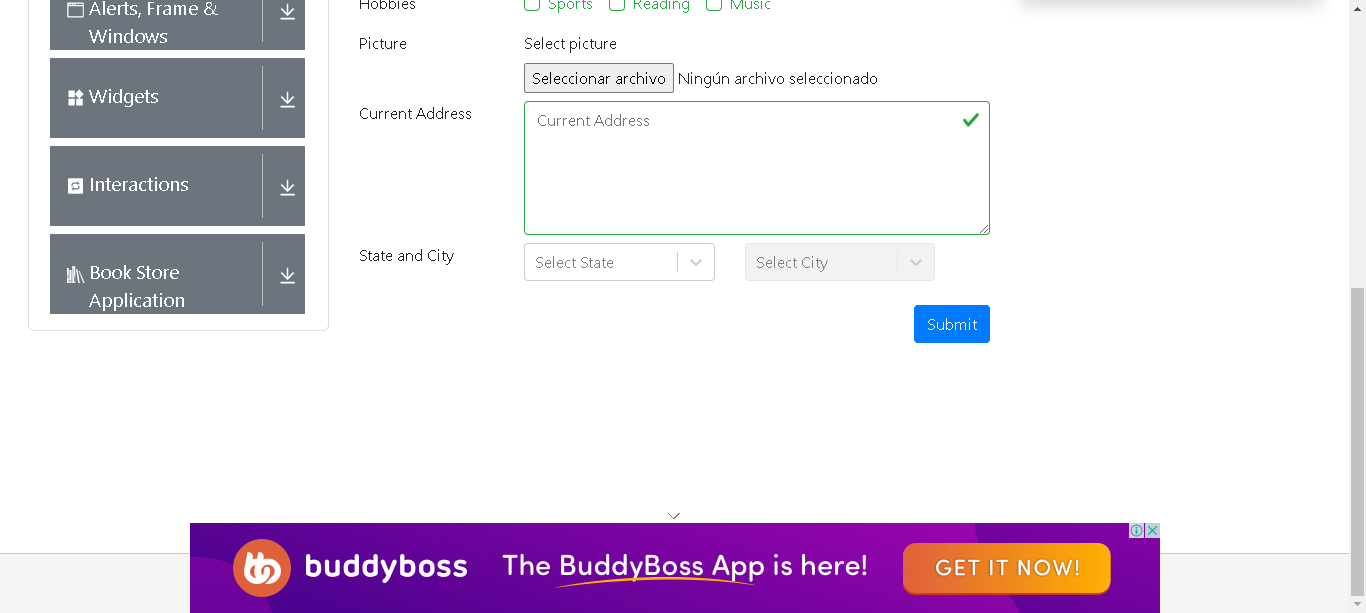 Alerts, Frame &
Windows
Widgets
Interactions
Book Store
Application
Hobbies
Sports Reading Music
Picture
Select picture
Seleccionar archivo Ningún archivo seleccionado
Current Address
Current Address
State and City
Select State
Select City
Submit
buddyboss
The BuddyBoss App is here!
GET IT NOW!